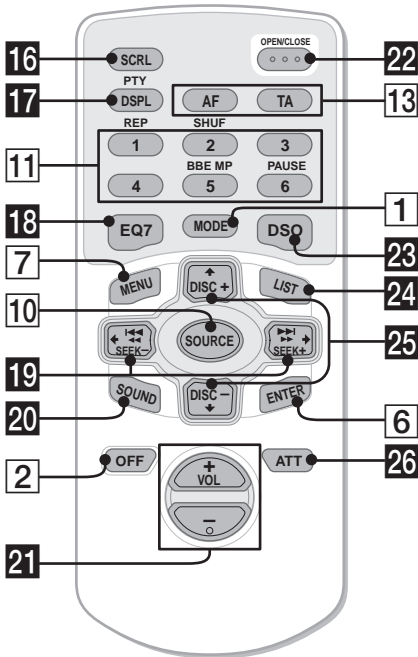 OPEN/CLOSE
16 SCRL 22
PTY
17 DSPL AF TA 13
REP SHUF
11 1 2 3
BBE MP PAUSE
4 5 6
18 EQ7 MODE DSO 1
23
7 MENU DISC + LIST 24
10 SOURCE 25
19 SEEK– SEEK+
20 SOUND DISC – ENTER 6
2 OFF + VOL ATT 26
–
21